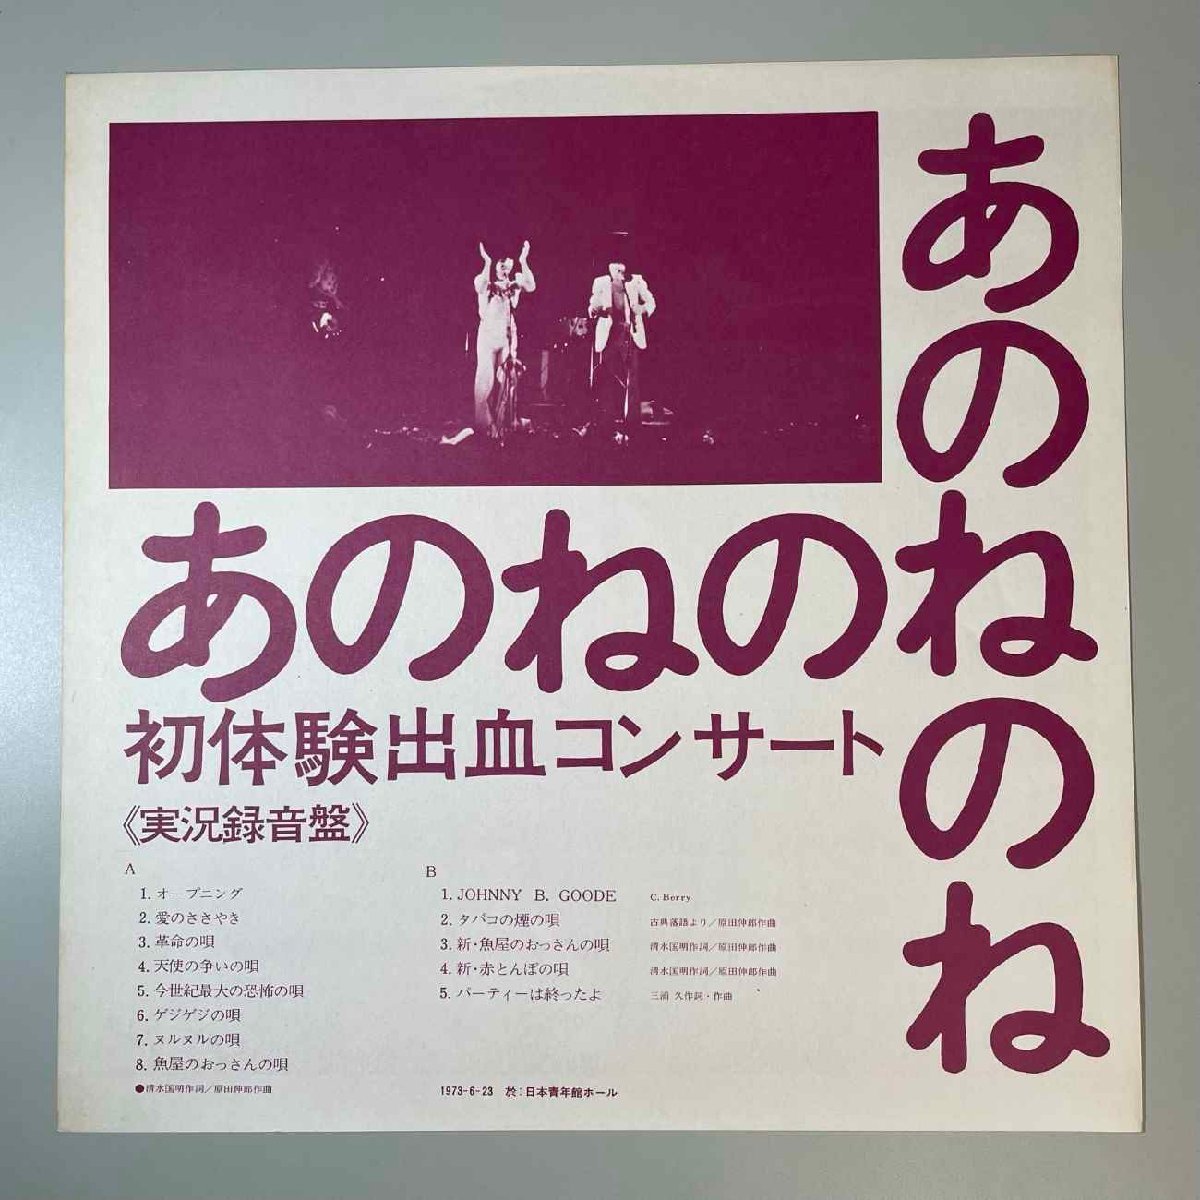 あのねのね
あのねのね
初体験出血コンサート
《実況録音盤》
A
1. オープニング
2. 愛のささやき
3. 革命の唄
4. 天使の争いの唄
5. 今世紀最大の恐怖の唄
6. ゲジゲジの唄
7. ヌルヌルの唄
8. 魚屋のおっさんの唄
●清水国明作詞/原田伸郎作曲
B
1. JOHNNY B. GOODE C. Berry
2. タバコの煙の唄 古典落語より/原田伸郎作曲
3. 新・魚屋のおっさんの唄 清水国明作詞/原田伸郎作曲
4. 新・赤とんぼの唄 清水国明作詞/原田伸郎作曲
5. パーティーは終ったよ 三浦 久作詞・作曲
1973-6-23 於:日本青年館ホール